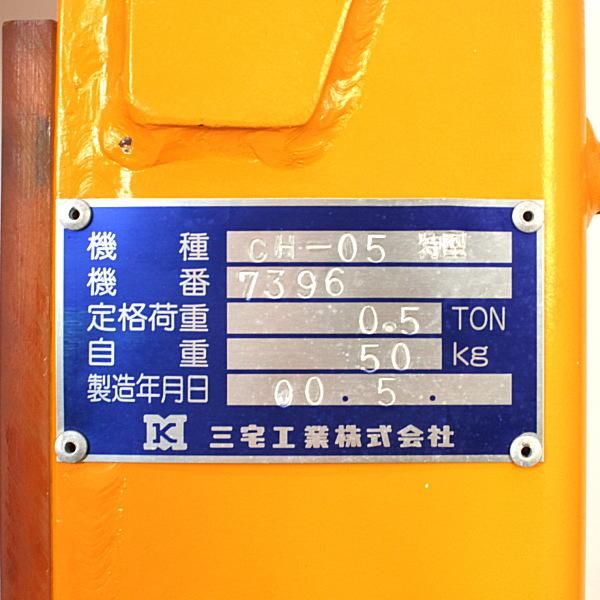 機種 CH-05 特型
機番 7396
定格荷重 0.5 TON
自重 50 kg
製造年月日 00.5.
三宅工業株式会社